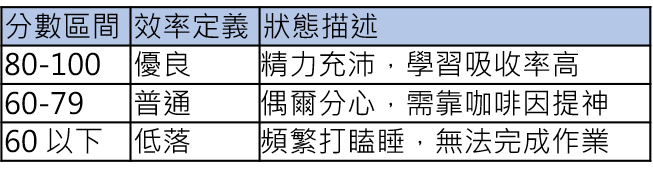 分數區間 效率定義 狀態描述
80-100 優良 精力充沛，學習吸收率高
60-79 普通 偶爾分心，需靠咖啡因提神
60 以下 低落 頻繁打瞌睡，無法完成作業